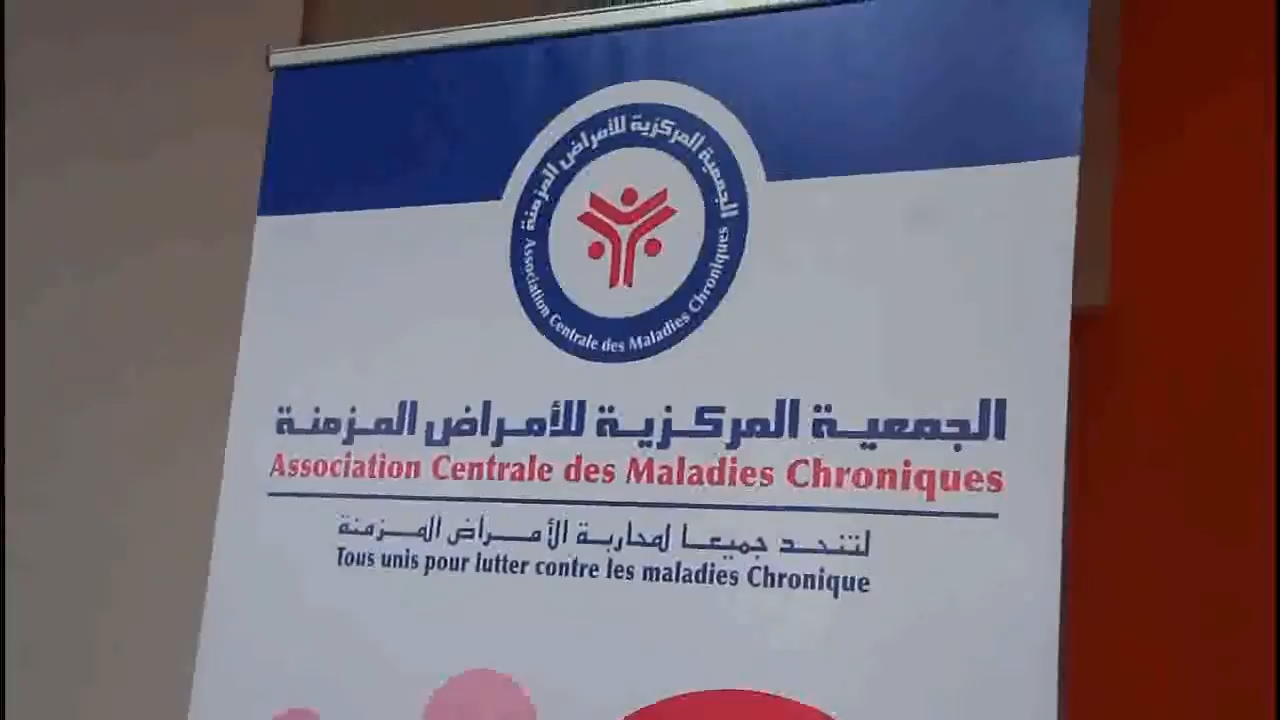 الجمعية المركزية للأمراض المزمنة
Association Centrale des Maladies Chroniques
الجمعية المركزية للأمراض المزمنة
Association Centrale des Maladies Chroniques
لنتحد جميعا لمحاربة الأمراض المزمنة
Tous unis pour lutter contre les maladies Chronique